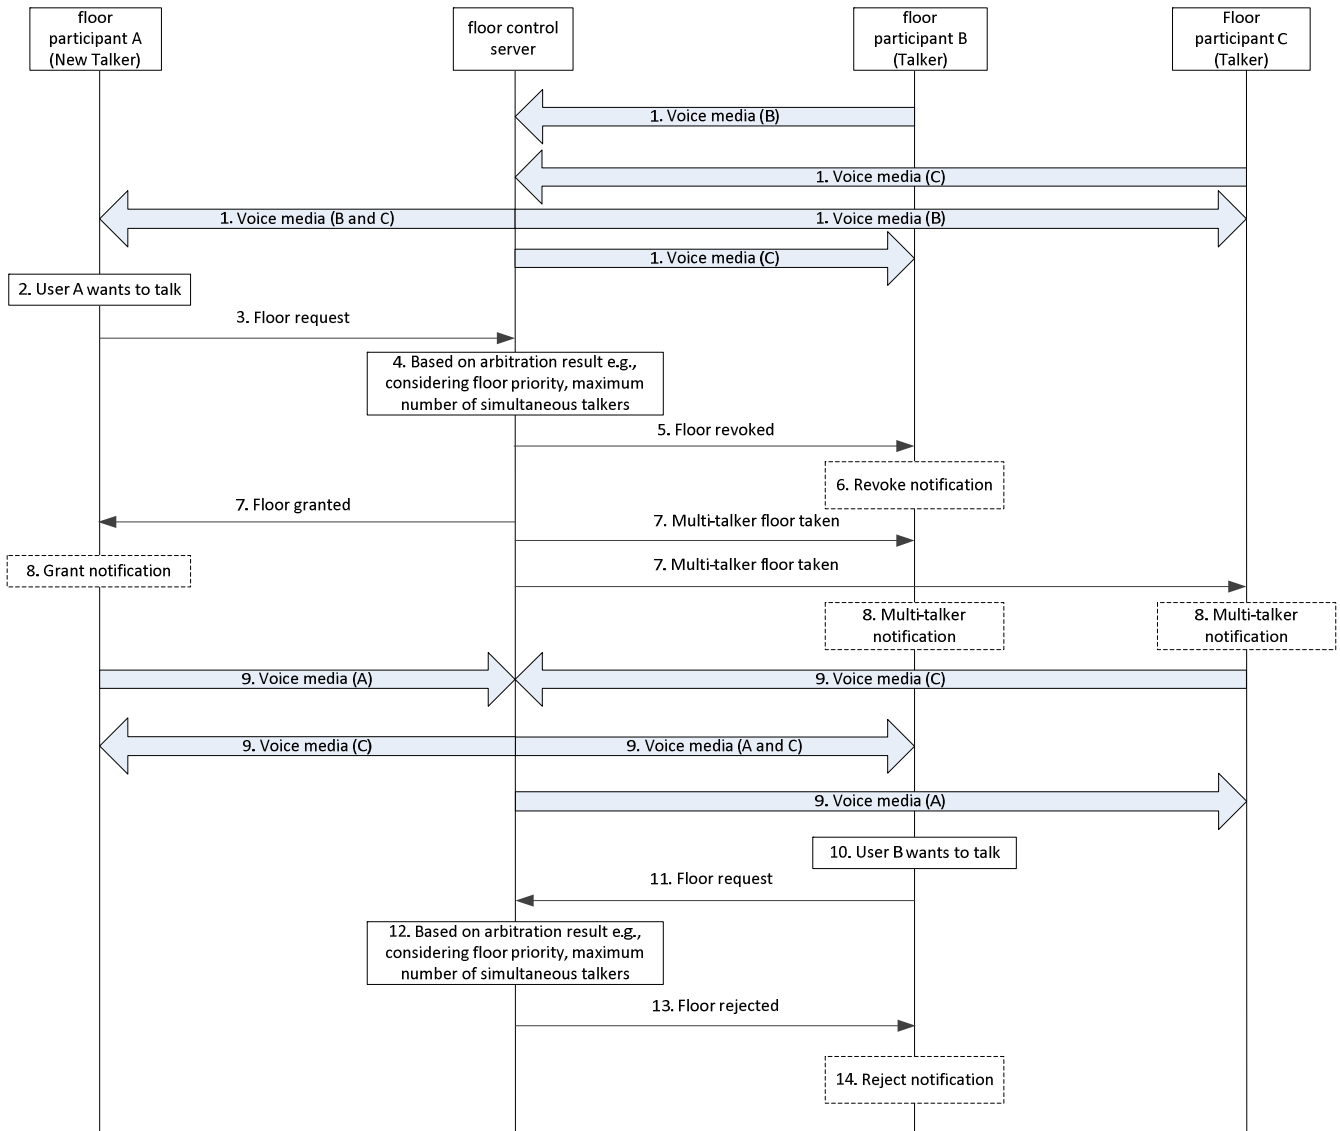 floor
participant A
(New Talker)
floor control
server
floor
participant B
(Talker)
Floor
participant C
(Talker)
1. Voice media (B)
1. Voice media (C)
1. Voice media (B and C)
1. Voice media (B)
1. Voice media (C)
2. User A wants to talk
3. Floor request
4. Based on arbitration result e.g.,
considering floor priority, maximum
number of simultaneous talkers
5. Floor revoked
6. Revoke notification
7. Floor granted
7. Multi-talker floor taken
8. Grant notification
7. Multi-talker floor taken
8. Multi-talker
notification
8. Multi-talker
notification
9. Voice media (A)
9. Voice media (C)
9. Voice media (C)
9. Voice media (A and C)
9. Voice media (A)
10. User B wants to talk
11. Floor request
12. Based on arbitration result e.g.,
considering floor priority, maximum
number of simultaneous talkers
13. Floor rejected
14. Reject notification